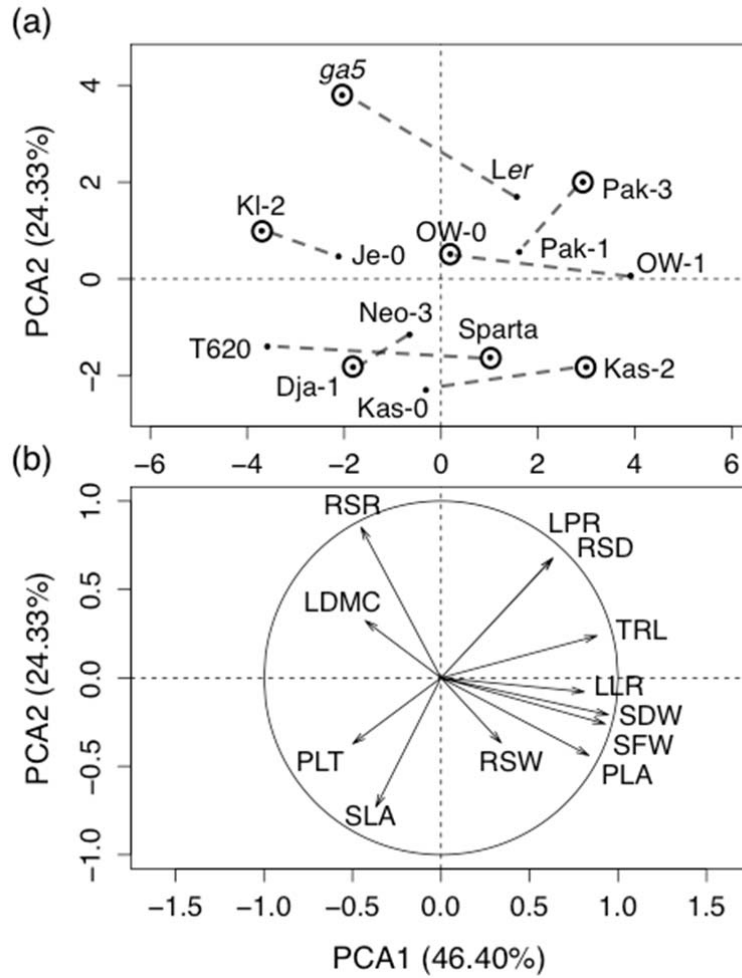 (a)
PCA2 (24.33%)
4
2
0
−2
ga5
Ler
Pak-3
Kl-2
OW-0
Pak-1
Je-0
OW-1
Neo-3
Sparta
T620
Dja-1
Kas-2
Kas-0
−6 −4 −2 0 2 4 6
(b)
PCA2 (24.33%)
1.0
0.5
0.0
−0.5
−1.0
RSR
LPR
RSD
LDMC
TRL
LLR
SDW
SFW
PLT
RSW
PLA
SLA
−1.5 −1.0 −0.5 0.0 0.5 1.0 1.5
PCA1 (46.40%)